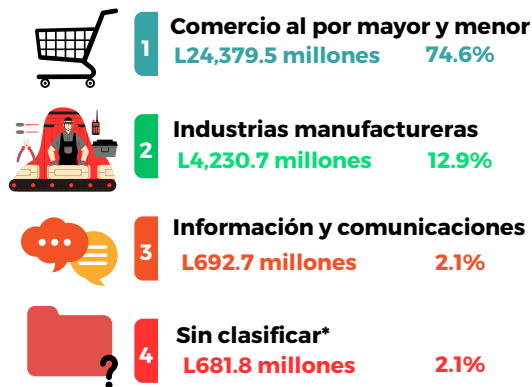 1
Comercio al por mayor y menor
L24,379.5 millones 74.6%
2
Industrias manufactureras
L4,230.7 millones 12.9%
3
Información y comunicaciones
L692.7 millones 2.1%
4
Sin clasificar*
L681.8 millones 2.1%
?